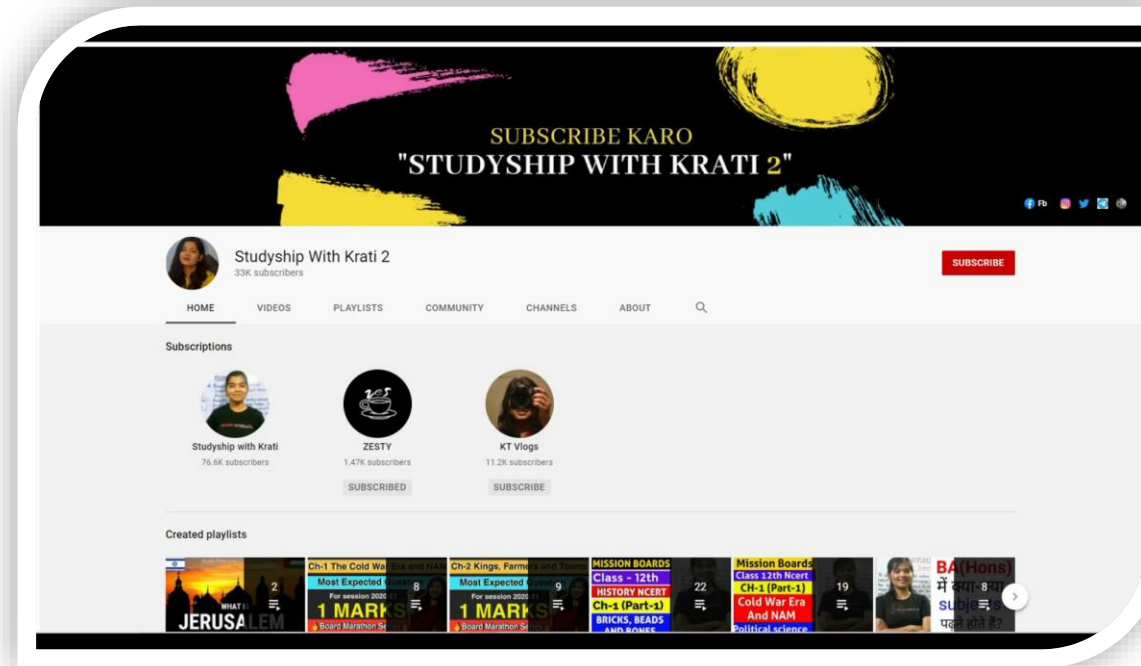 SUBSCRIBE KARO
"STUDYSHIP WITH KRATI 2"
Fb
Studyship With Krati 2
33K subscribers
SUBSCRIBE
HOME VIDEOS PLAYLISTS COMMUNITY CHANNELS ABOUT
Subscriptions
Studyship with Krati
76.6K subscribers
ZESTY
1.47K subscribers
SUBSCRIBED
KT Vlogs
11.2K subscribers
SUBSCRIBE
Created playlists
WHAT IS
JERUSALEM
2
Ch-1 The Cold War Era and NAM
Most Expected
For session 2020
1 MARKS
Board Marathon Se
8
Ch-2 Kings, Farmers and Towns
Most Expected
For session 2020
1 MARKS
Board Marathon Se
9
MISSION BOARDS
Class - 12th
HISTORY NCERT
Ch-1 (Part-1)
BRICKS, BEADS
AND BONES
22
Mission Boards
Class 12th Ncert
CH-1 (Part-1)
Cold War Era
And NAM
Political science
19
BA(Hons)
में क्या-क्या
subjects
पढ़ने होते हैं?
8